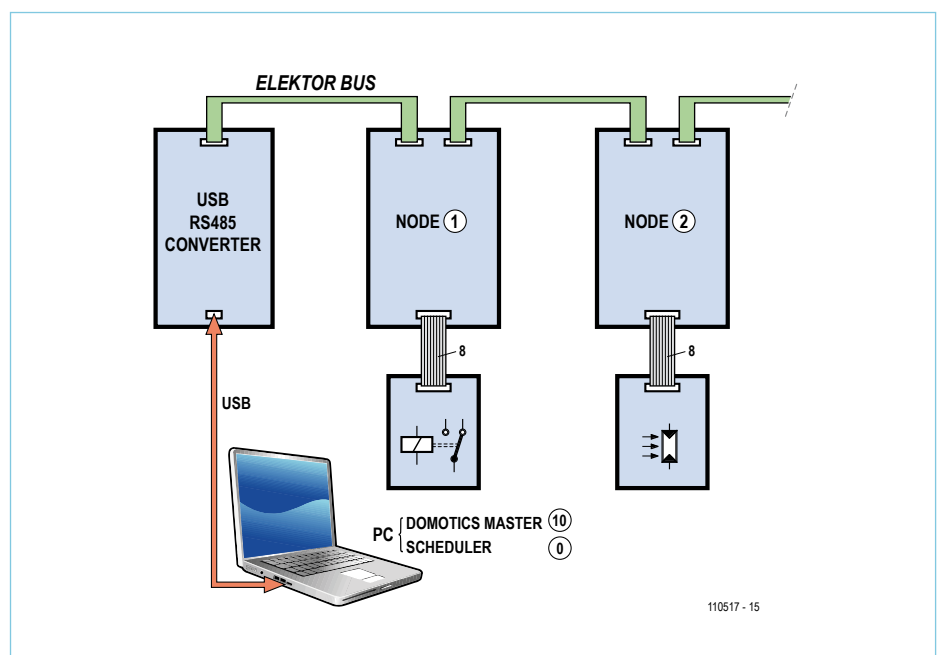 ELEKTOR BUS
USB
RS485
CONVERTER
NODE 1
NODE 2
8
8
USB
PC
DOMOTICS MASTER 10
SCHEDULER 0
110517 - 15